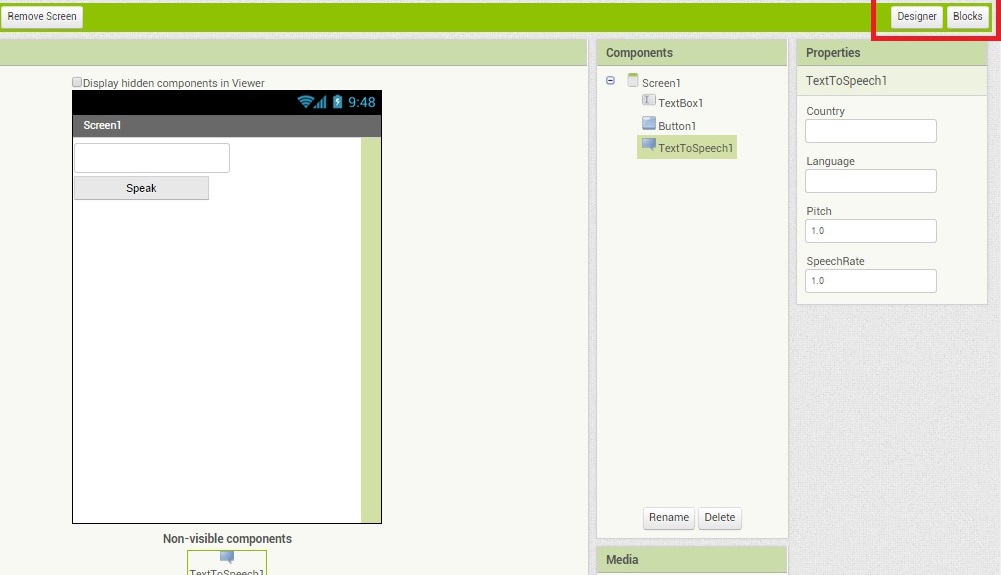 Remove Screen
Designer
Blocks
Components
Properties
Display hidden components in Viewer
9:48
Screen1
Speak
Non-visible components
TextToSpeech1
Screen1
TextBox1
Button1
TextToSpeech1
Rename
Delete
Media
TextToSpeech1
Country
Language
Pitch
1.0
SpeechRate
1.0